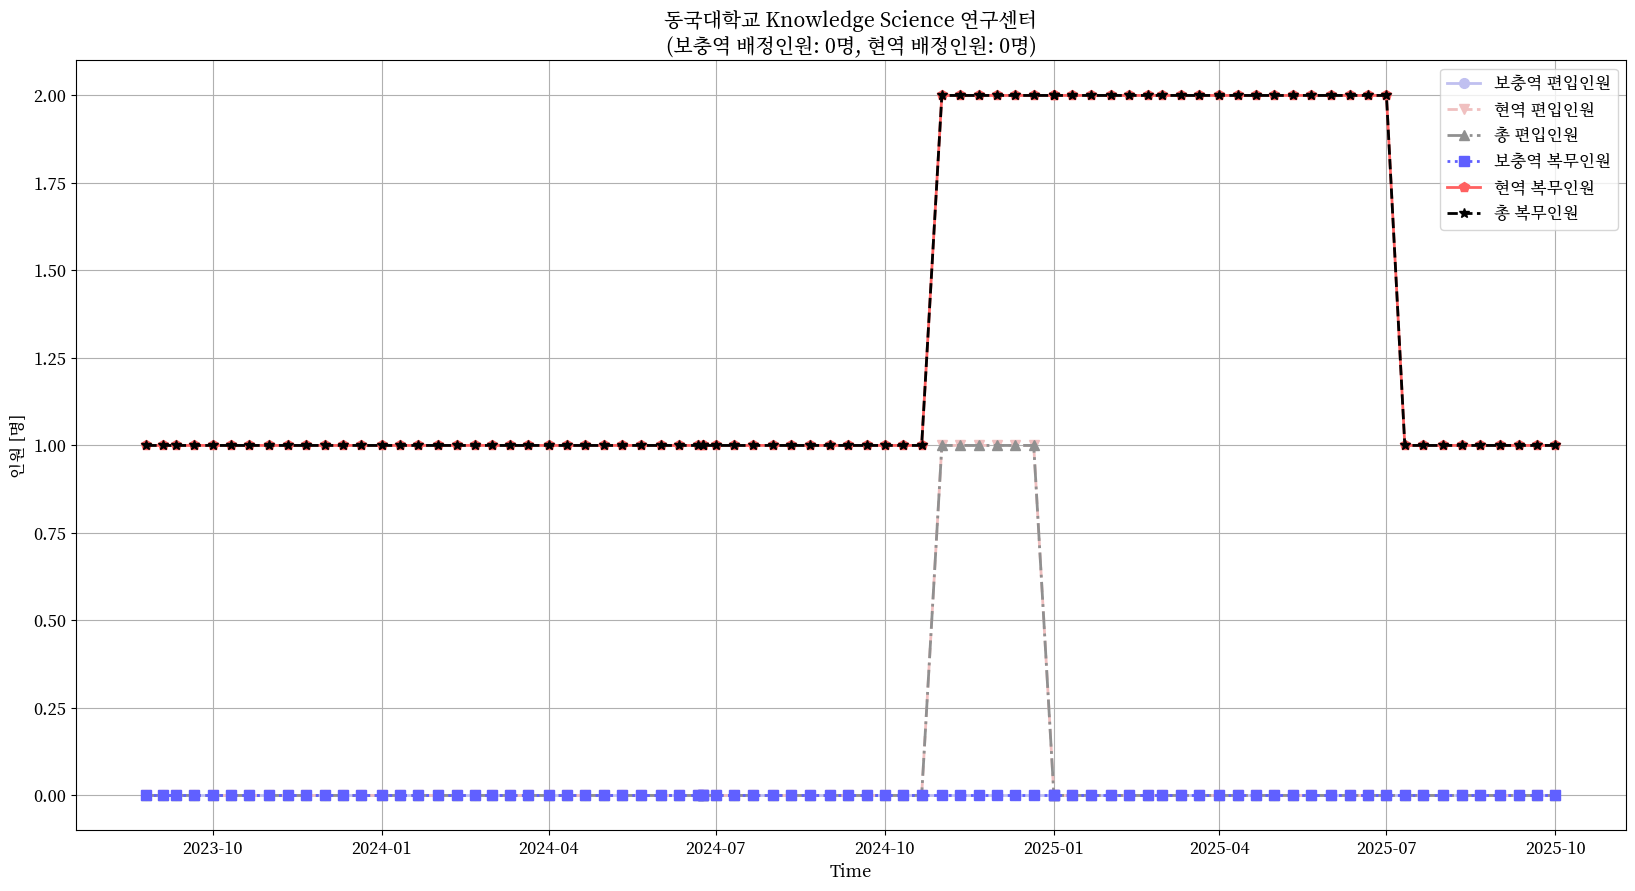 동국대학교 Knowledge Science 연구센터
(보충역 배정인원: 0명, 현역 배정인원: 0명)
보충역 편입인원
현역 편입인원
총 편입인원
보충역 복무인원
현역 복무인원
총 복무인원
2.00
1.75
1.50
1.25
1.00
0.75
0.50
0.25
0.00
인원 [명]
2023-10
2024-01
2024-04
2024-07
2024-10
2025-01
2025-04
2025-07
2025-10
Time